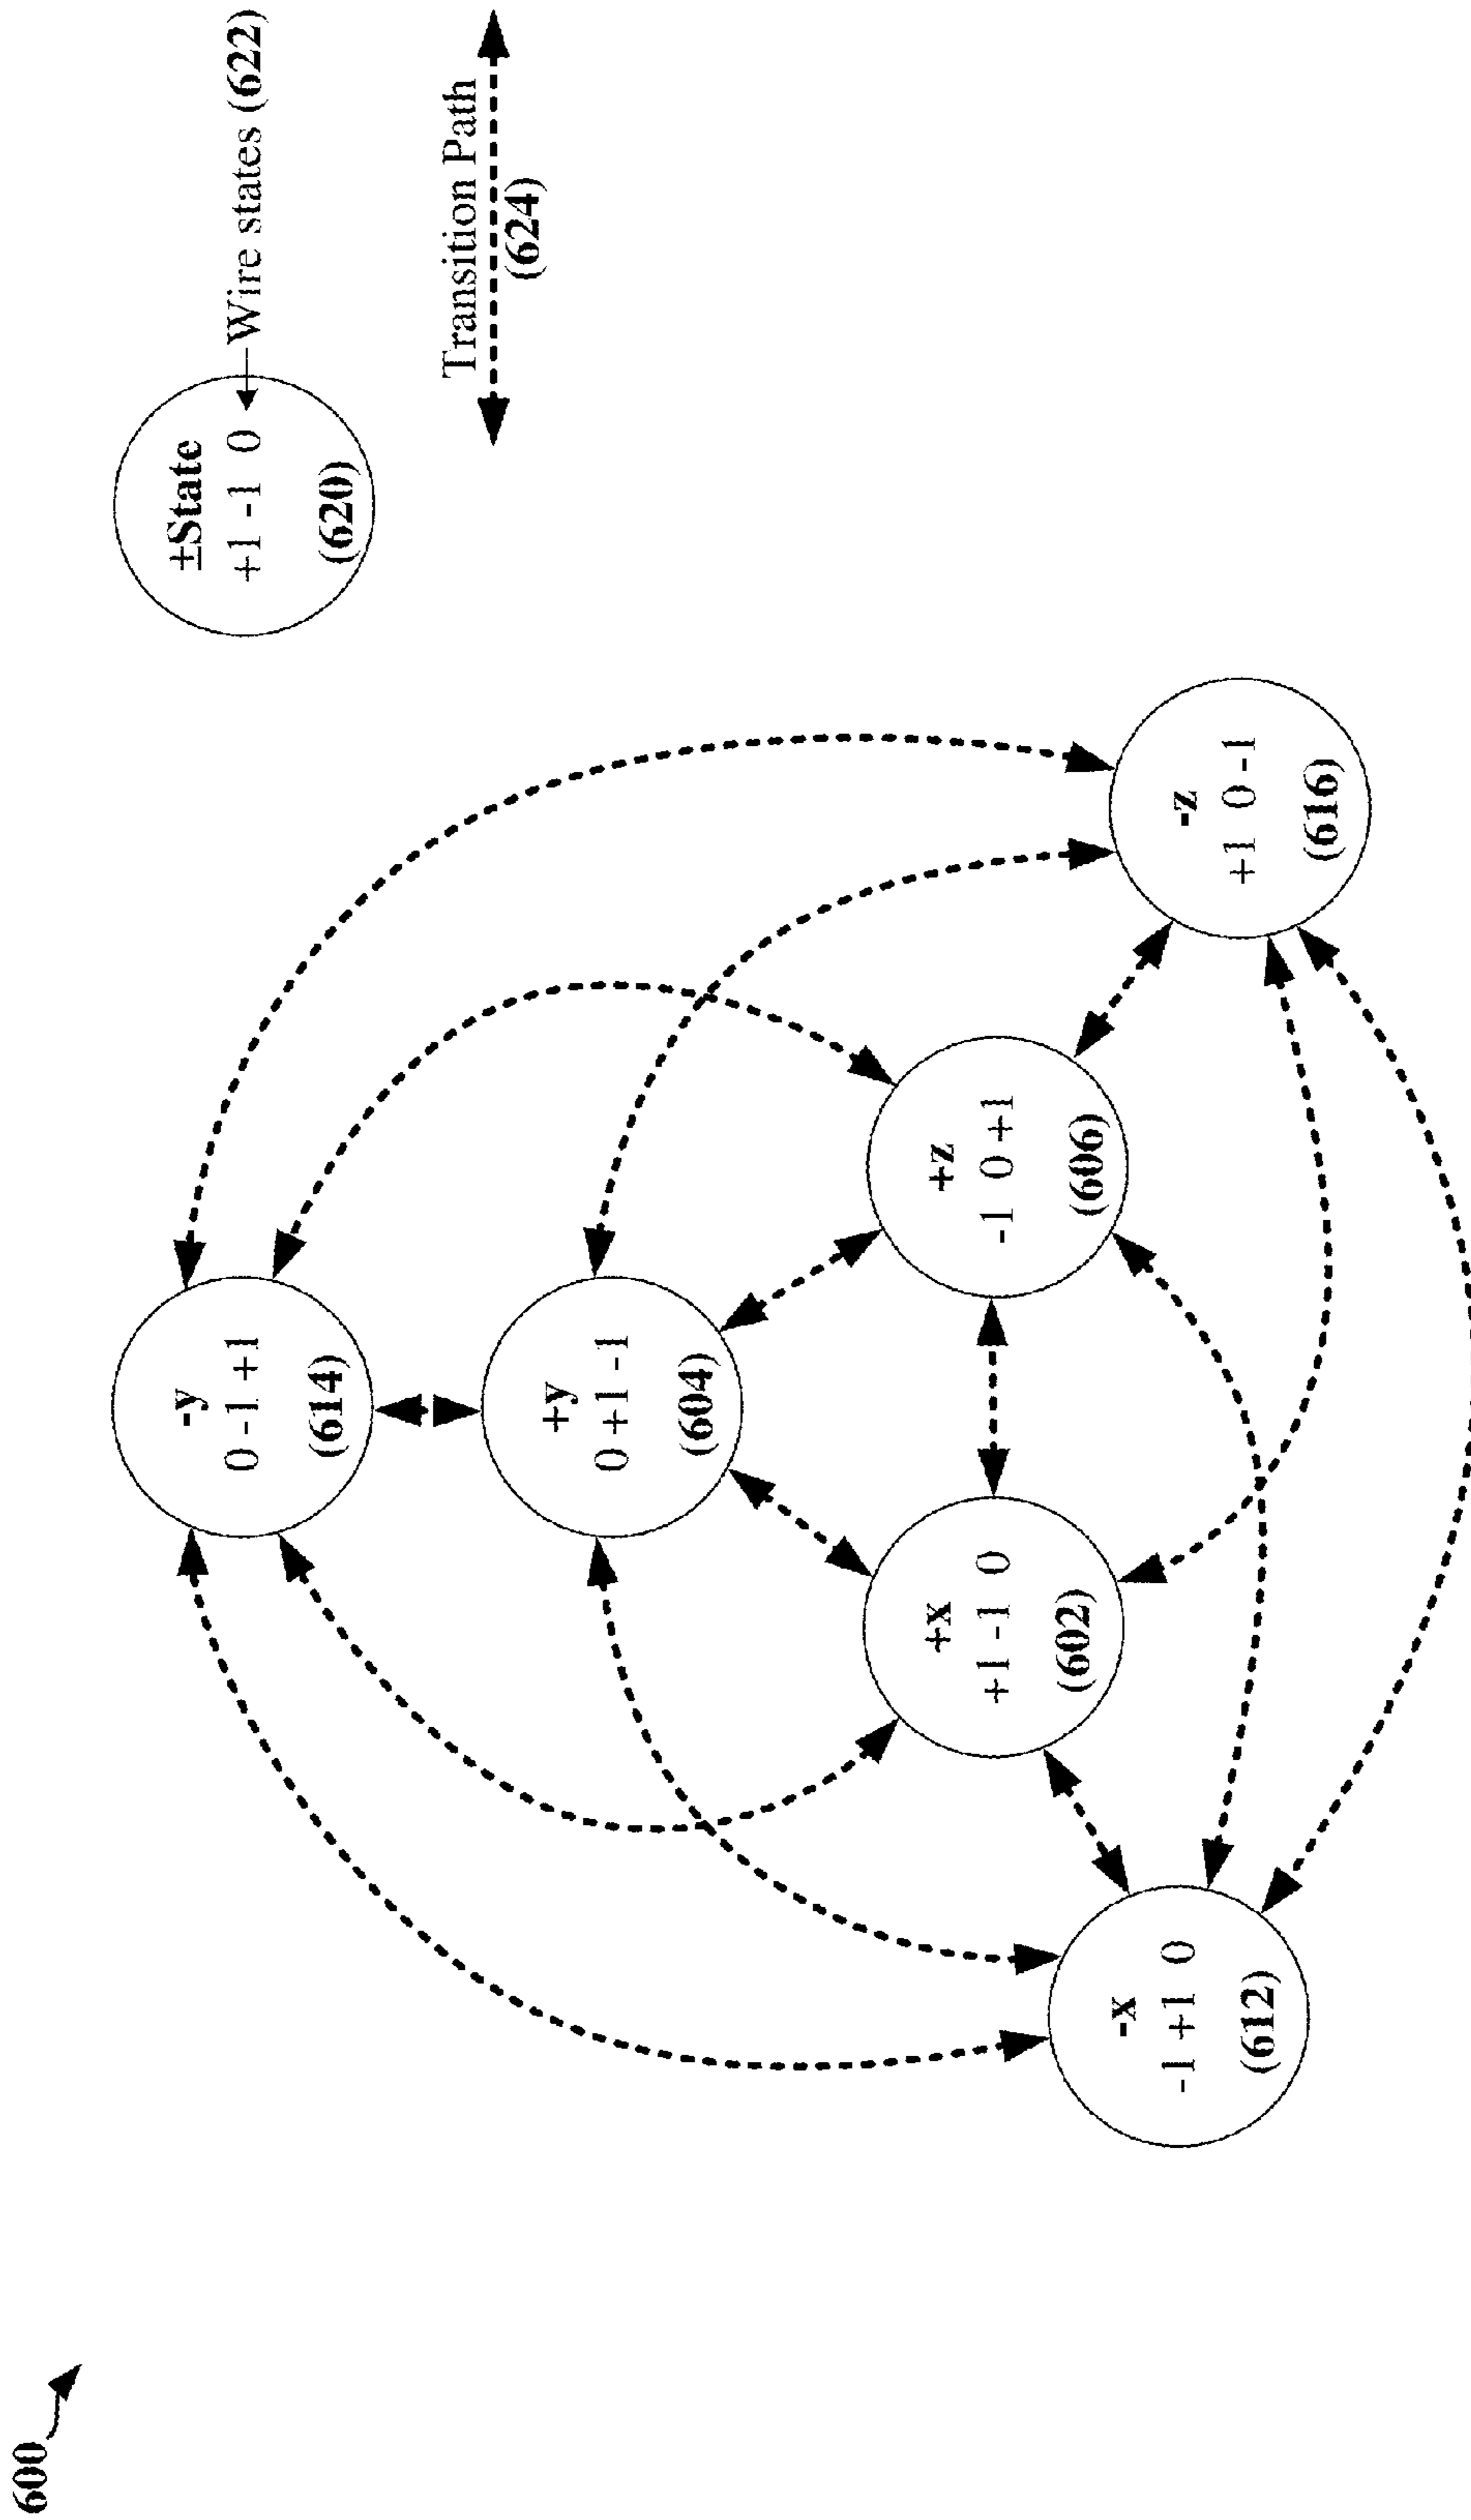 600
-y
0 -1 +1
(614)
±State
+1 -1 0
(620)
Wire states (622)
Transition Path
(624)
+y
0 +1 -1
(604)
+x
+1 -1 0
(602)
+z
-1 0 +1
(606)
-x
-1 +1 0
(612)
-z
+1 0 -1
(616)